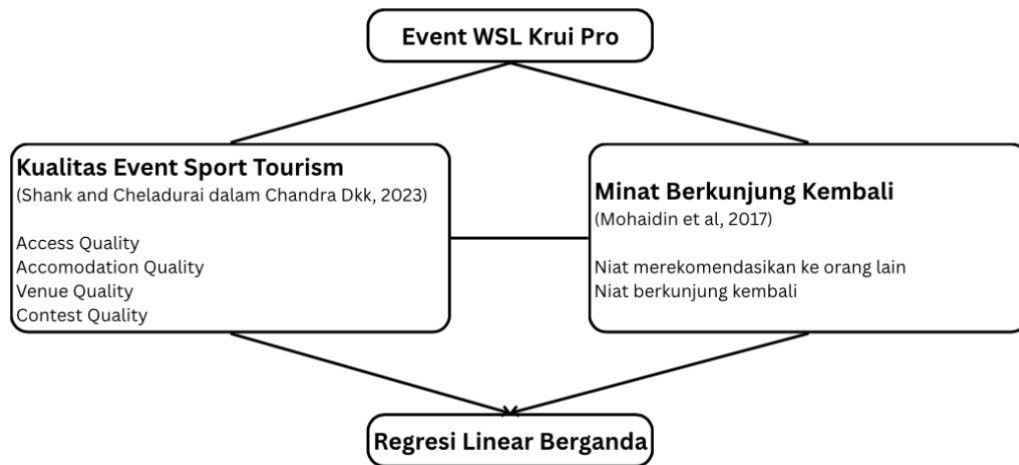 Event WSL Krui Pro
Kualitas Event Sport Tourism
(Shank and Cheladurai dalam Chandra Dkk, 2023)
Access Quality
Accomodation Quality
Venue Quality
Contest Quality
Minat Berkunjung Kembali
(Mohaidin et al, 2017)
Niat merekomendasikan ke orang lain
Niat berkunjung kembali
Regresi Linear Berganda